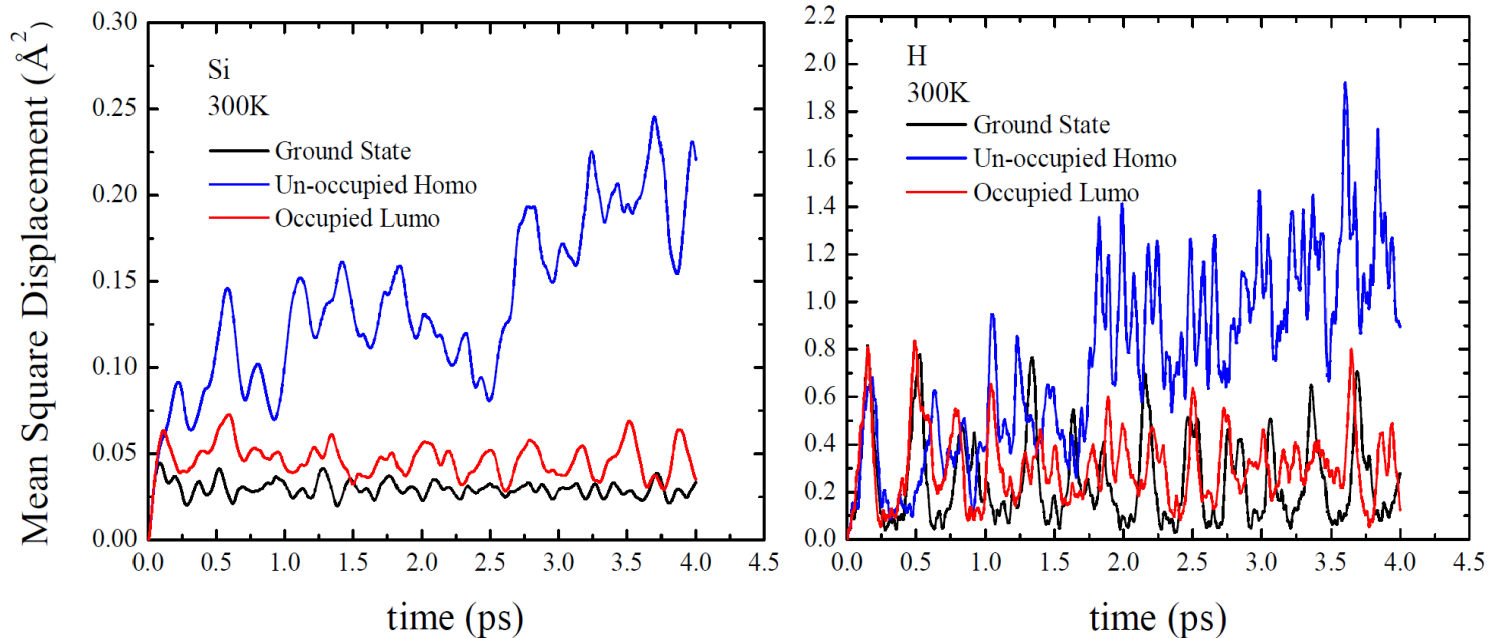 Mean Square Displacement (Å²)
0.30
0.25
0.20
0.15
0.10
0.05
0.00
Si
300K
Ground State
Un-occupied Homo
Occupied Lumo
0.0 0.5 1.0 1.5 2.0 2.5 3.0 3.5 4.0 4.5
time (ps)
2.2
2.0
1.8
1.6
1.4
1.2
1.0
0.8
0.6
0.4
0.2
0.0
H
300K
Ground State
Un-occupied Homo
Occupied Lumo
0.0 0.5 1.0 1.5 2.0 2.5 3.0 3.5 4.0 4.5
time (ps)